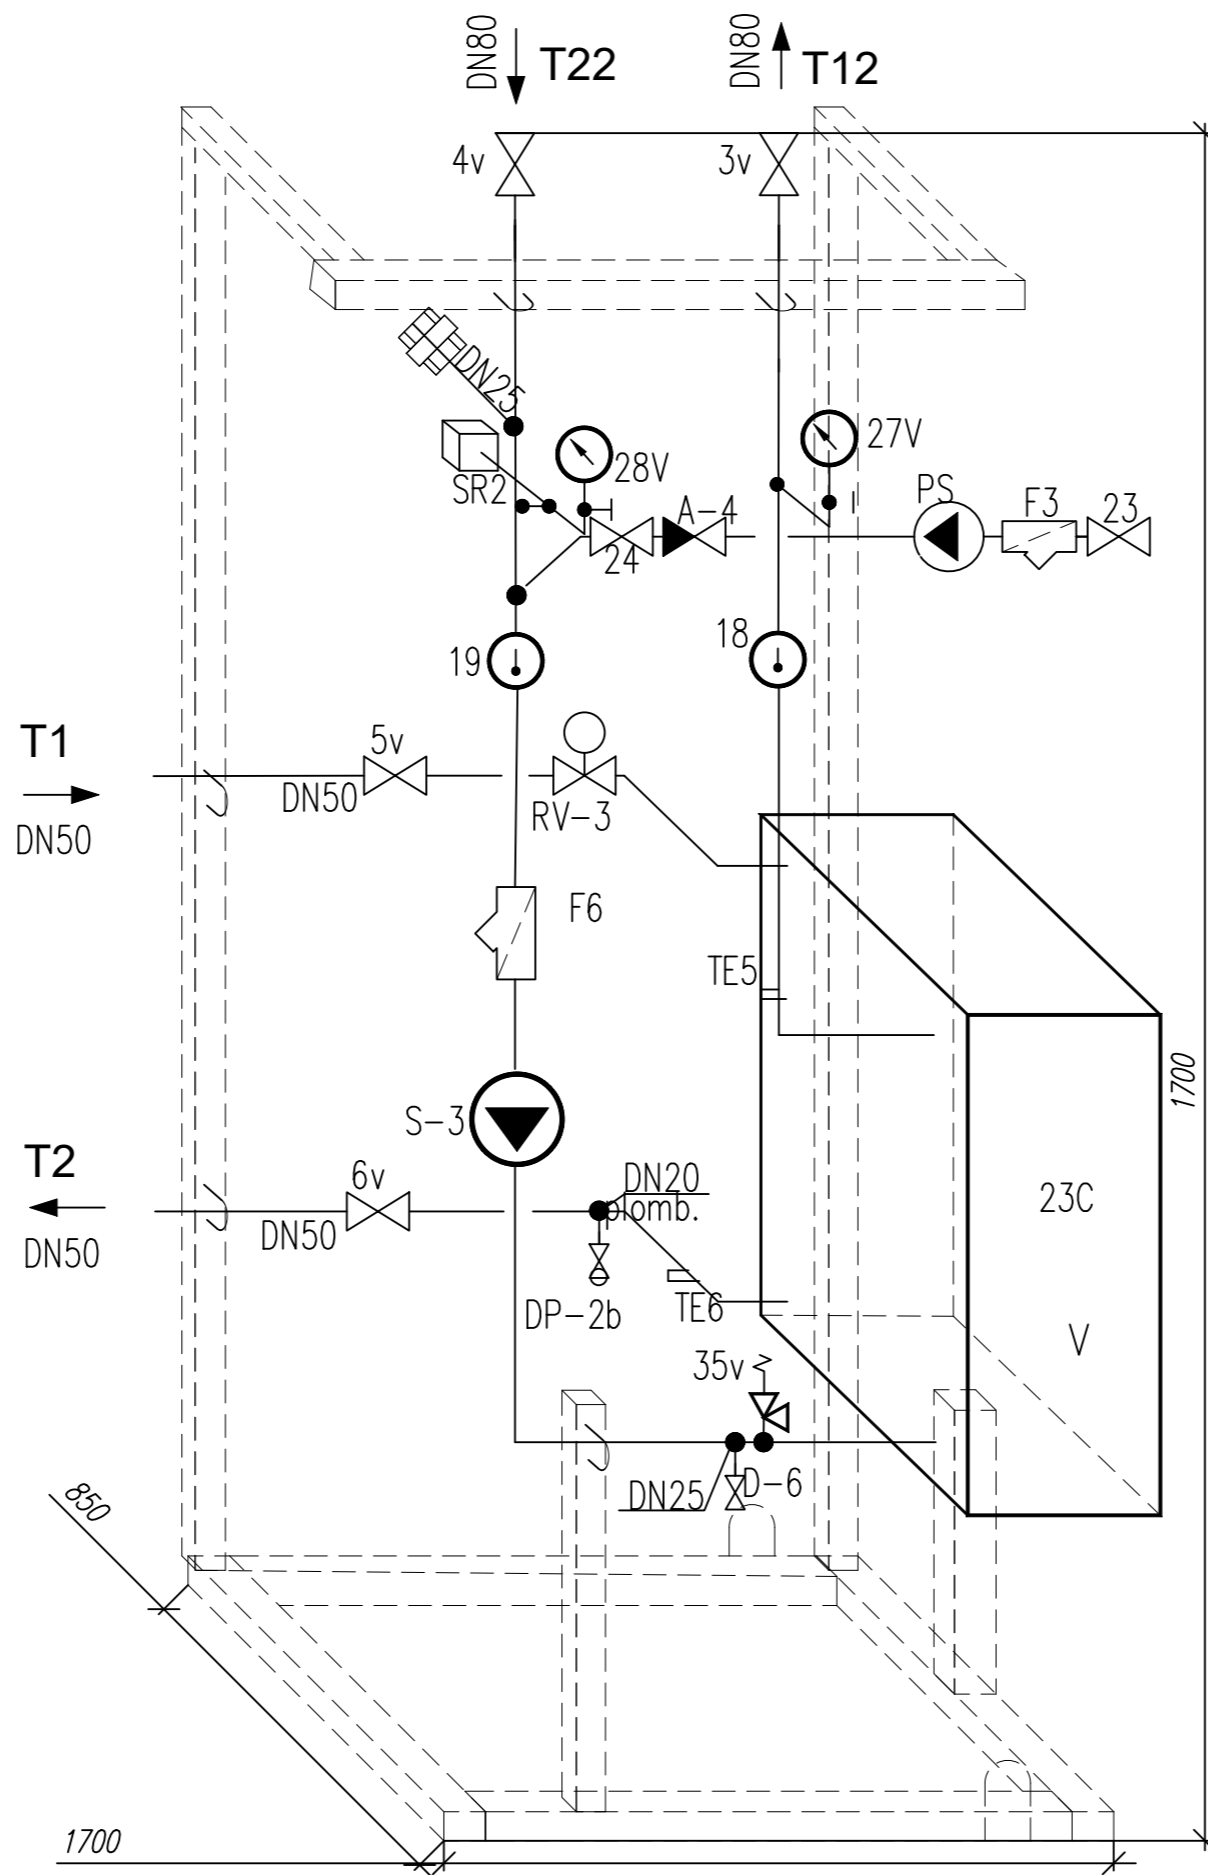 DN80
T22
DN80
T12
4v
3v
DN25
SR2
28V
27V
A-4
24
PS
F3
23
19
18
T1
DN50
5v
DN50
RV-3
F6
TE5
S-3
1700
T2
DN50
6v
DN50
DN20
plomb.
DP-2b
TE6
23C
V
35v
DN25
D-6
850
1700